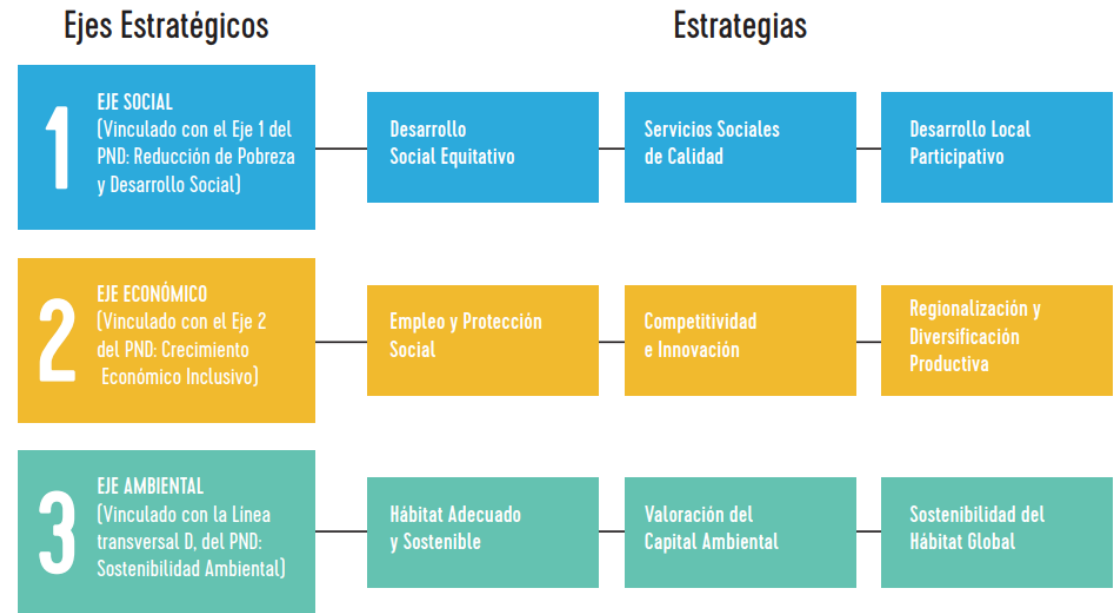 Ejes Estratégicos
Estrategias
1
EJE SOCIAL
(Vinculado con el Eje 1 del
PND: Reducción de Pobreza
y Desarrollo Social)
Desarrollo
Social Equitativo
Servicios Sociales
de Calidad
Desarrollo Local
Participativo
2
EJE ECONÓMICO
(Vinculado con el Eje 2
del PND: Crecimiento
Económico Inclusivo)
Empleo y Protección
Social
Competitividad
e Innovación
Regionalización y
Diversificación
Productiva
3
EJE AMBIENTAL
(Vinculado con la Línea
transversal D, del PND:
Sostenibilidad Ambiental)
Hábitat Adecuado
y Sostenible
Valoración del
Capital Ambiental
Sostenibilidad del
Hábitat Global